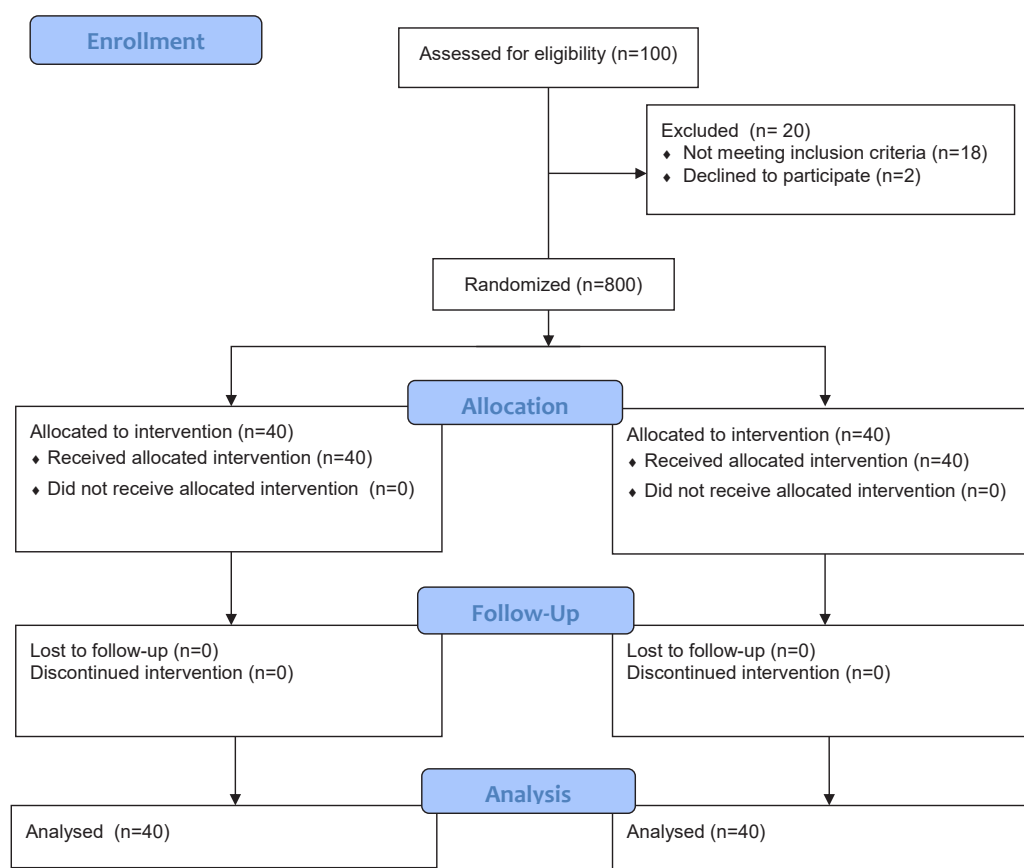 Enrollment
Assessed for eligibility (n=100)
Excluded (n= 20)
♦ Not meeting inclusion criteria (n=18)
♦ Declined to participate (n=2)
Randomized (n=800)
Allocation
Allocated to intervention (n=40)
♦ Received allocated intervention (n=40)
♦ Did not receive allocated intervention (n=0)
Allocated to intervention (n=40)
♦ Received allocated intervention (n=40)
♦ Did not receive allocated intervention (n=0)
Follow-Up
Lost to follow-up (n=0)
Discontinued intervention (n=0)
Lost to follow-up (n=0)
Discontinued intervention (n=0)
Analysis
Analysed (n=40)
Analysed (n=40)